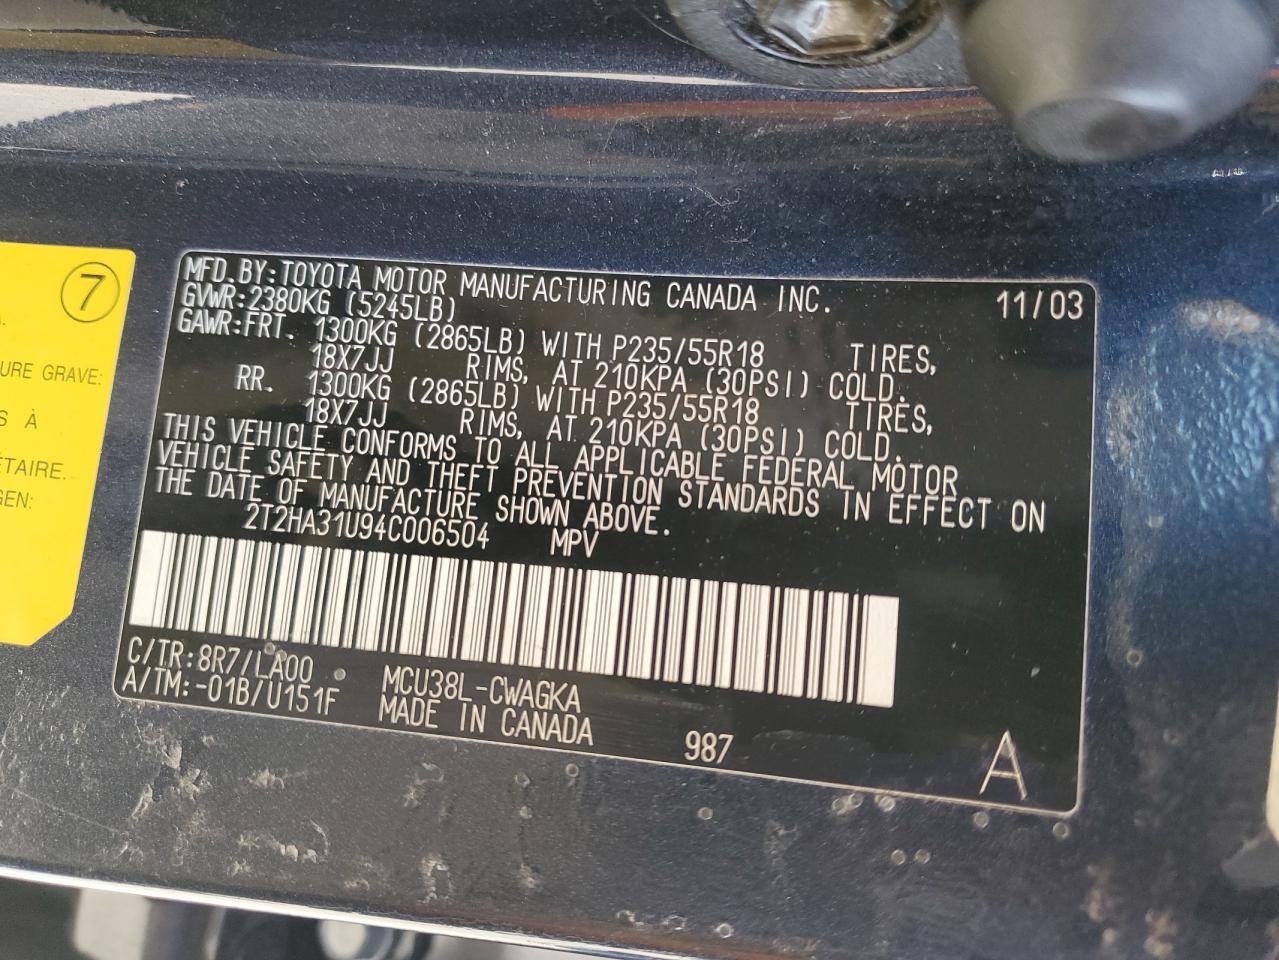 7
URE GRAVE:
S À
ÉTAIRE.
GEN:
MFD.BY:TOYOTA MOTOR MANUFACTURING CANADA INC. 11/03
GVWR:2380KG (5245LB)
GAWR:FRT. 1300KG (2865LB) WITH P235/55R18 TIRES,
18X7JJ RIMS, AT 210KPA (30PSI) COLD.
RR. 1300KG (2865LB) WITH P235/55R18 TIRES,
18X7JJ RIMS, AT 210KPA (30PSI) COLD.
THIS VEHICLE CONFORMS TO ALL APPLICABLE FEDERAL MOTOR
VEHICLE SAFETY AND THEFT PREVENTION STANDARDS IN EFFECT ON
THE DATE OF MANUFACTURE SHOWN ABOVE.
2T2HA31U94C006504 MPV
C/TR:8R7/LA00 MCU38L-CWAGKA
A/TM:-01B/U151F MADE IN CANADA 987 A